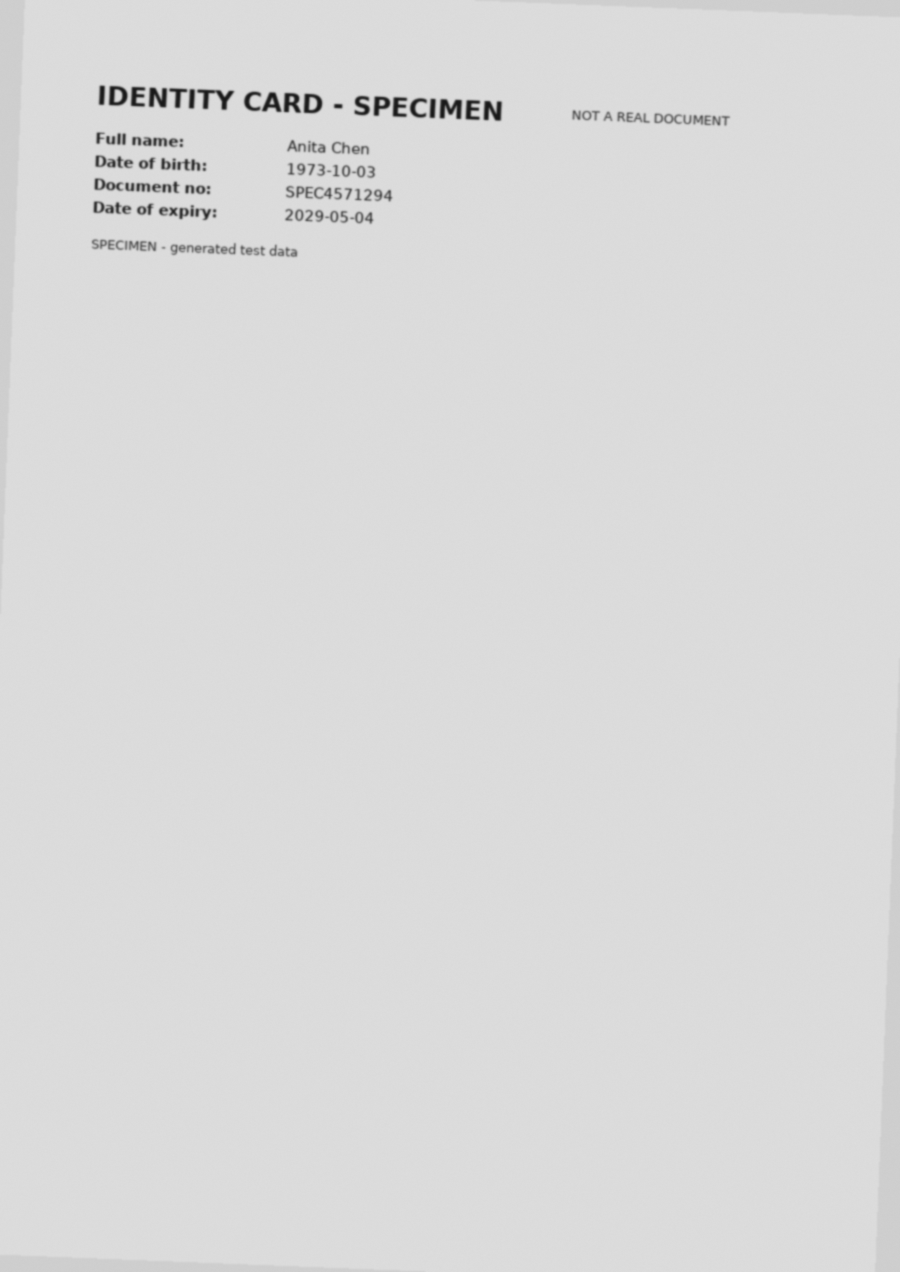 IDENTITY CARD - SPECIMEN NOT A REAL DOCUMENT
Full name: Anita Chen
Date of birth: 1973-10-03
Document no: SPEC4571294
Date of expiry: 2029-05-04
SPECIMEN - generated test data